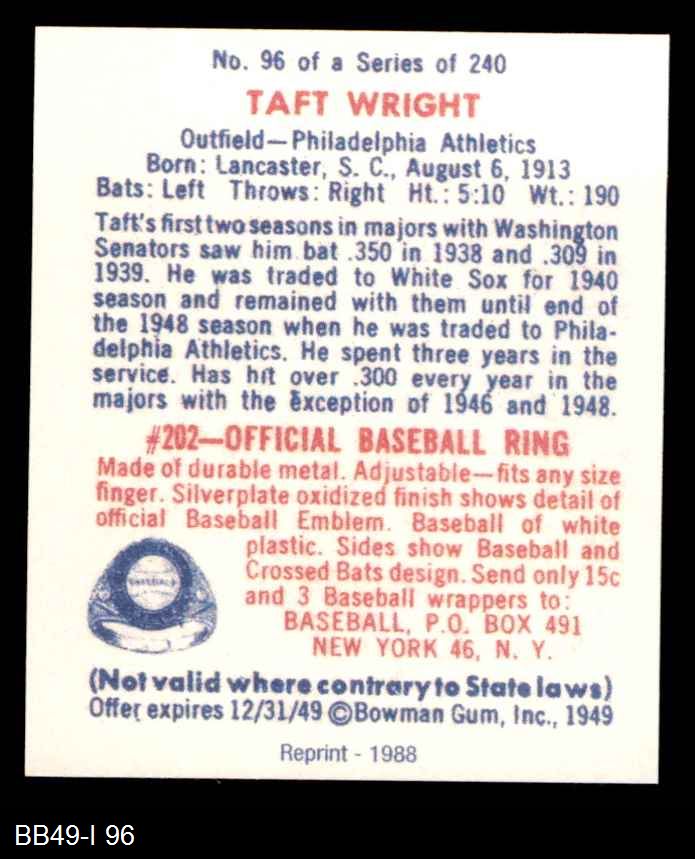 No. 96 of a Series of 240
TAFT WRIGHT
Outfield—Philadelphia Athletics
Born: Lancaster, S. C., August 6, 1913
Bats: Left Throws: Right Ht.: 5:10 Wt.: 190
Taft's first two seasons in majors with Washington
Senators saw him bat .350 in 1938 and .309 in
1939. He was traded to White Sox for 1940
season and remained with them until end of
the 1948 season when he was traded to Phila-
delphia Athletics. He spent three years in the
service. Has hit over .300 every year in the
majors with the exception of 1946 and 1948.
#202—OFFICIAL BASEBALL RING
Made of durable metal. Adjustable—fits any size
finger. Silverplate oxidized finish shows detail of
official Baseball Emblem. Baseball of white
plastic. Sides show Baseball and
Crossed Bats design. Send only 15c
and 3 Baseball wrappers to:
BASEBALL, P.O. BOX 491
NEW YORK 46, N. Y.
BASEBALL
(Not valid where contrary to State laws)
Offer expires 12/31/49 ©Bowman Gum, Inc., 1949
Reprint - 1988
BB49-I 96